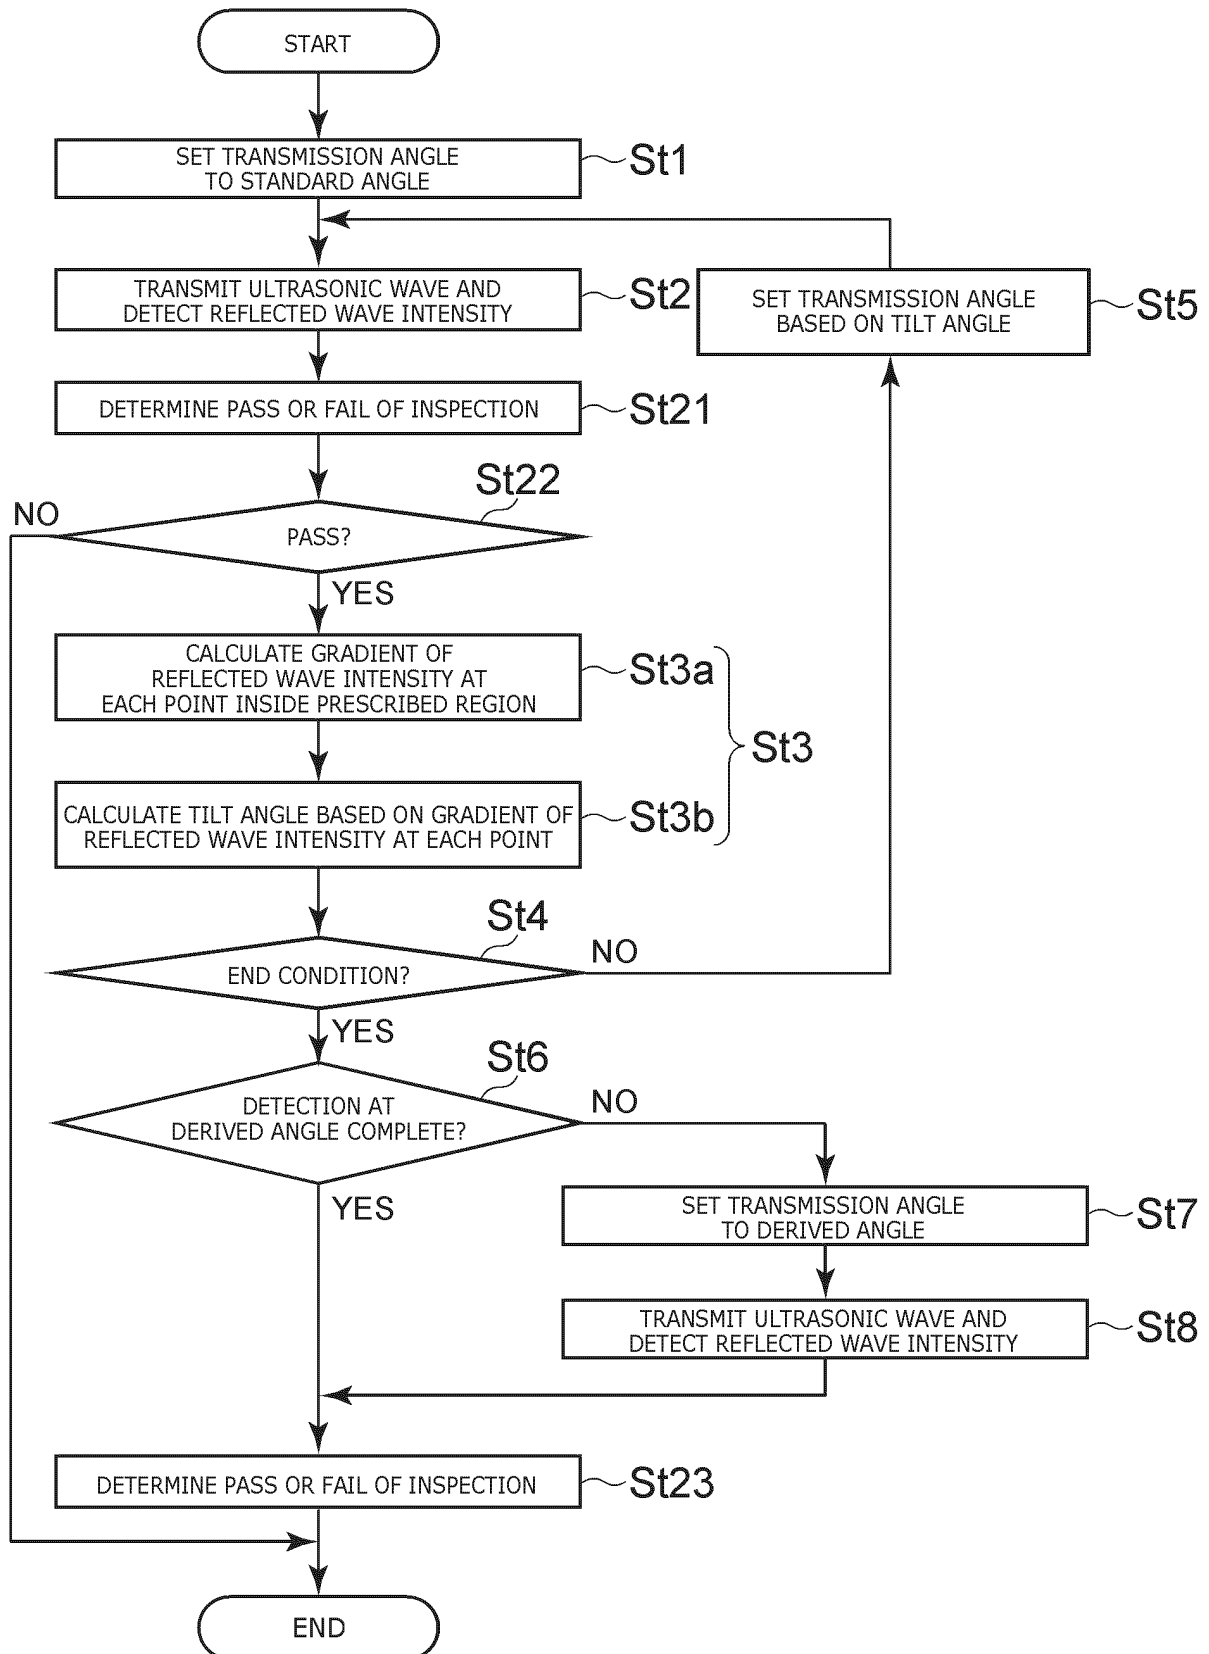 START
SET TRANSMISSION ANGLE
TO STANDARD ANGLE
St1
TRANSMIT ULTRASONIC WAVE AND
DETECT REFLECTED WAVE INTENSITY
St2
SET TRANSMISSION ANGLE
BASED ON TILT ANGLE
St5
DETERMINE PASS OR FAIL OF INSPECTION
St21
St22
NO
PASS?
YES
CALCULATE GRADIENT OF
REFLECTED WAVE INTENSITY AT
EACH POINT INSIDE PRESCRIBED REGION
St3a
St3
CALCULATE TILT ANGLE BASED ON GRADIENT OF
REFLECTED WAVE INTENSITY AT EACH POINT
St3b
St4
NO
END CONDITION?
YES
St6
NO
DETECTION AT
DERIVED ANGLE COMPLETE?
YES
SET TRANSMISSION ANGLE
TO DERIVED ANGLE
St7
TRANSMIT ULTRASONIC WAVE AND
DETECT REFLECTED WAVE INTENSITY
St8
DETERMINE PASS OR FAIL OF INSPECTION
St23
END